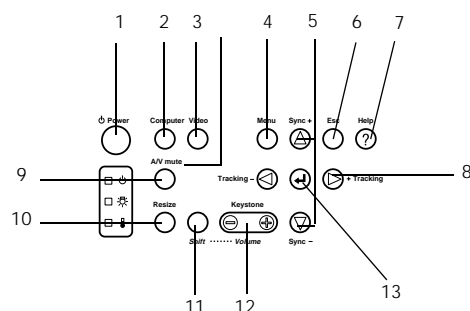 1 2 3 4 5 6 7
Power Computer Video Menu Sync + Esc Help
?
A/V mute
9 Tracking – + Tracking 8
10 Resize Keystone
Shift ........ Volume Sync –
11 12 13